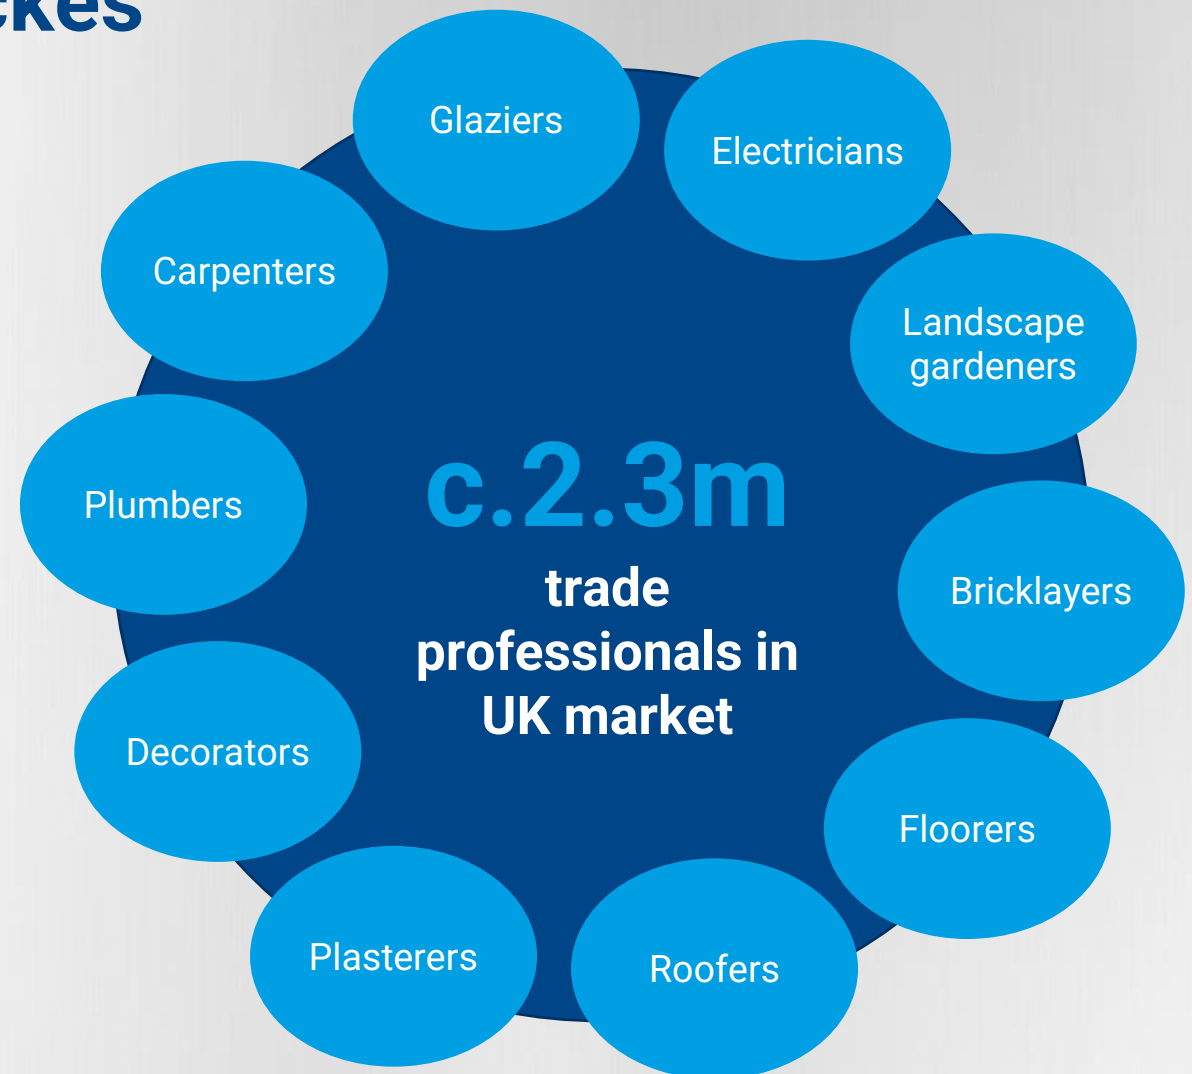 Glaziers
Electricians
Carpenters
Landscape
gardeners
c.2.3m
trade
professionals in
UK market
Plumbers
Bricklayers
Decorators
Floorers
Plasterers
Roofers